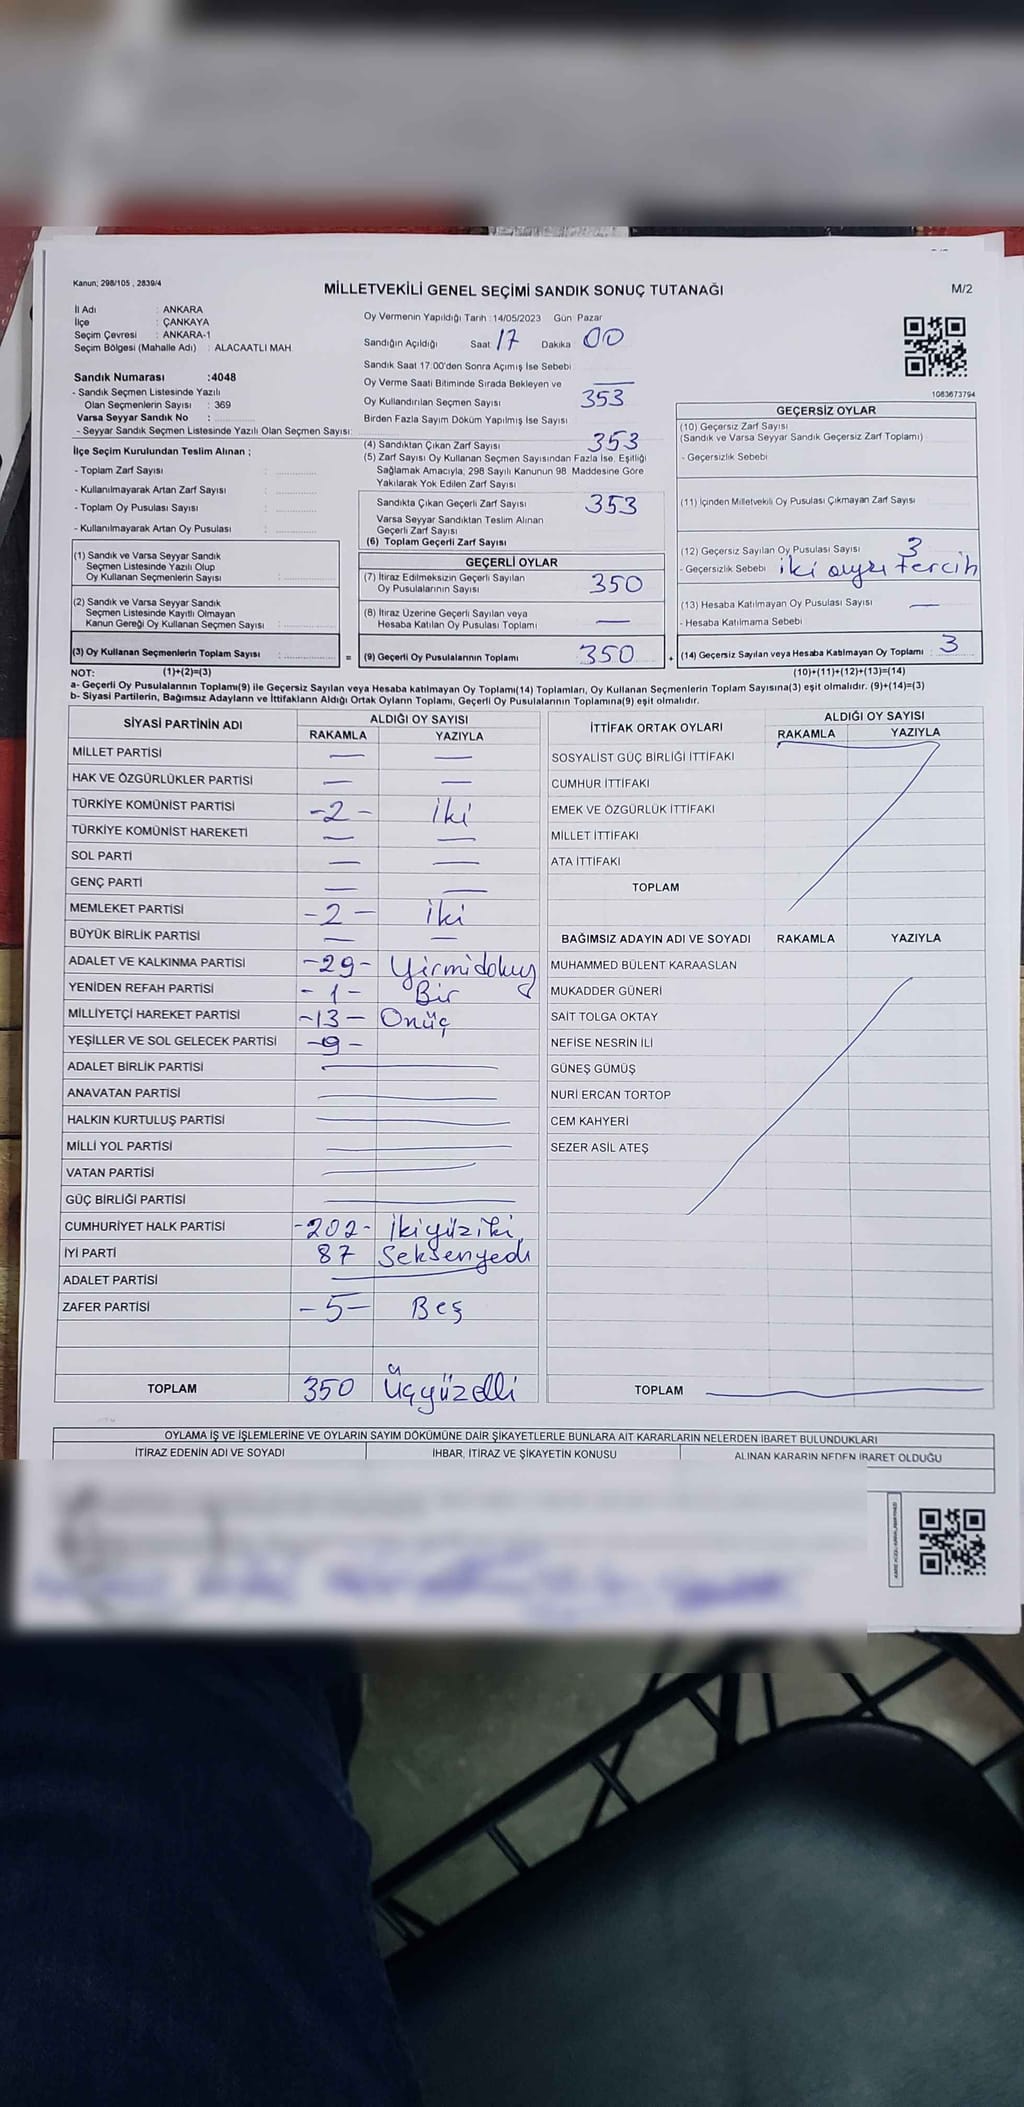 Kanun; 298/105 , 2839/4
MİLLETVEKİLİ GENEL SEÇİMİ SANDIK SONUÇ TUTANAĞI
M/2
İl Adı : ANKARA
İlçe : ÇANKAYA
Seçim Çevresi : ANKARA-1
Seçim Bölgesi (Mahalle Adı) : ALACAATLI MAH
Sandık Numarası :4048
- Sandık Seçmen Listesinde Yazılı
Olan Seçmenlerin Sayısı : 369
Varsa Seyyar Sandık No :
- Seyyar Sandık Seçmen Listesinde Yazılı Olan Seçmen Sayısı:
İlçe Seçim Kurulundan Teslim Alınan ;
- Toplam Zarf Sayısı :
- Kullanılmayarak Artan Zarf Sayısı :
- Toplam Oy Pusulası Sayısı :
- Kullanılmayarak Artan Oy Pusulası :
(1) Sandık ve Varsa Seyyar Sandık
Seçmen Listesinde Yazılı Olup
Oy Kullanan Seçmenlerin Sayısı :
(2) Sandık ve Varsa Seyyar Sandık
Seçmen Listesinde Kayıtlı Olmayan
Kanun Gereği Oy Kullanan Seçmen Sayısı :
(3) Oy Kullanan Seçmenlerin Toplam Sayısı : =
Oy Vermenin Yapıldığı Tarih : 14/05/2023 Gün Pazar
Sandığın Açıldığı Saat 17 Dakika 00
Sandık Saat 17:00'den Sonra Açımış İse Sebebi
Oy Verme Saati Bitiminde Sırada Bekleyen ve —
Oy Kullandırılan Seçmen Sayısı 353
Birden Fazla Sayım Döküm Yapılmış İse Sayısı
(4) Sandıktan Çıkan Zarf Sayısı 353
(5) Zarf Sayısı Oy Kullanan Seçmen Sayısından Fazla İse, Eşitliği
Sağlamak Amacıyla, 298 Sayılı Kanunun 98. Maddesine Göre
Yakılarak Yok Edilen Zarf Sayısı
Sandıkta Çıkan Geçerli Zarf Sayısı 353
Varsa Seyyar Sandıktan Teslim Alınan
Geçerli Zarf Sayısı
(6) Toplam Geçerli Zarf Sayısı
GEÇERLİ OYLAR
(7) İtiraz Edilmeksizin Geçerli Sayılan
Oy Pusulalarının Sayısı 350
(8) İtiraz Üzerine Geçerli Sayılan veya
Hesaba Katılan Oy Pusulası Toplamı —
(9) Geçerli Oy Pusulalarının Toplamı 350 +
1083673794
GEÇERSİZ OYLAR
(10) Geçersiz Zarf Sayısı
(Sandık ve Varsa Seyyar Sandık Geçersiz Zarf Toplamı)
- Geçersizlik Sebebi
(11) İçinden Milletvekili Oy Pusulası Çıkmayan Zarf Sayısı
(12) Geçersiz Sayılan Oy Pusulası Sayısı 3
- Geçersizlik Sebebi iki ayrı tercih
(13) Hesaba Katılmayan Oy Pusulası Sayısı —
- Hesaba Katılmama Sebebi
(14) Geçersiz Sayılan veya Hesaba Katılmayan Oy Toplamı : 3
NOT: (1)+(2)=(3) (10)+(11)+(12)+(13)=(14)
a- Geçerli Oy Pusulalarının Toplamı(9) ile Geçersiz Sayılan veya Hesaba katılmayan Oy Toplamı(14) Toplamları, Oy Kullanan Seçmenlerin Toplam Sayısına(3) eşit olmalıdır. (9)+(14)=(3)
b- Siyasi Partilerin, Bağımsız Adayların ve İttifakların Aldığı Ortak Oyların Toplamı, Geçerli Oy Pusulalarının Toplamına(9) eşit olmalıdır.
SİYASİ PARTİNİN ADI ALDIĞI OY SAYISI
RAKAMLA YAZIYLA
MİLLET PARTİSİ — —
HAK VE ÖZGÜRLÜKLER PARTİSİ — —
TÜRKİYE KOMÜNİST PARTİSİ -2- İki
TÜRKİYE KOMÜNİST HAREKETİ — —
SOL PARTİ — —
GENÇ PARTİ — —
MEMLEKET PARTİSİ -2- İki
BÜYÜK BİRLİK PARTİSİ — —
ADALET VE KALKINMA PARTİSİ -29- Yirmidokuz
YENİDEN REFAH PARTİSİ -1- Bir
MİLLİYETÇİ HAREKET PARTİSİ -13- Onüç
YEŞİLLER VE SOL GELECEK PARTİSİ -9-
ADALET BİRLİK PARTİSİ —
ANAVATAN PARTİSİ —
HALKIN KURTULUŞ PARTİSİ —
MİLLİ YOL PARTİSİ —
VATAN PARTİSİ —
GÜÇ BİRLİĞİ PARTİSİ —
CUMHURİYET HALK PARTİSİ -202- İkiyüziki
İYİ PARTİ 87 Seksenyedi
ADALET PARTİSİ —
ZAFER PARTİSİ -5- Beş
TOPLAM 350 Üçyüzelli
İTTİFAK ORTAK OYLARI ALDIĞI OY SAYISI
RAKAMLA YAZIYLA
SOSYALİST GÜÇ BİRLİĞİ İTTİFAKI
CUMHUR İTTİFAKI
EMEK VE ÖZGÜRLÜK İTTİFAKI
MİLLET İTTİFAKI
ATA İTTİFAKI
TOPLAM
BAĞIMSIZ ADAYIN ADI VE SOYADI RAKAMLA YAZIYLA
MUHAMMED BÜLENT KARAASLAN
MUKADDER GÜNERİ
SAİT TOLGA OKTAY
NEFİSE NESRİN İLİ
GÜNEŞ GÜMÜŞ
NURİ ERCAN TORTOP
CEM KAHYERİ
SEZER ASİL ATEŞ
TOPLAM —
OYLAMA İŞ VE İŞLEMLERİNE VE OYLARIN SAYIM DÖKÜMÜNE DAİR ŞİKAYETLERLE BUNLARA AİT KARARLARIN NELERDEN İBARET BULUNDUKLARI
İTİRAZ EDENİN ADI VE SOYADI İHBAR, İTİRAZ VE ŞİKAYETİN KONUSU ALINAN KARARIN NEDEN İBARET OLDUĞU